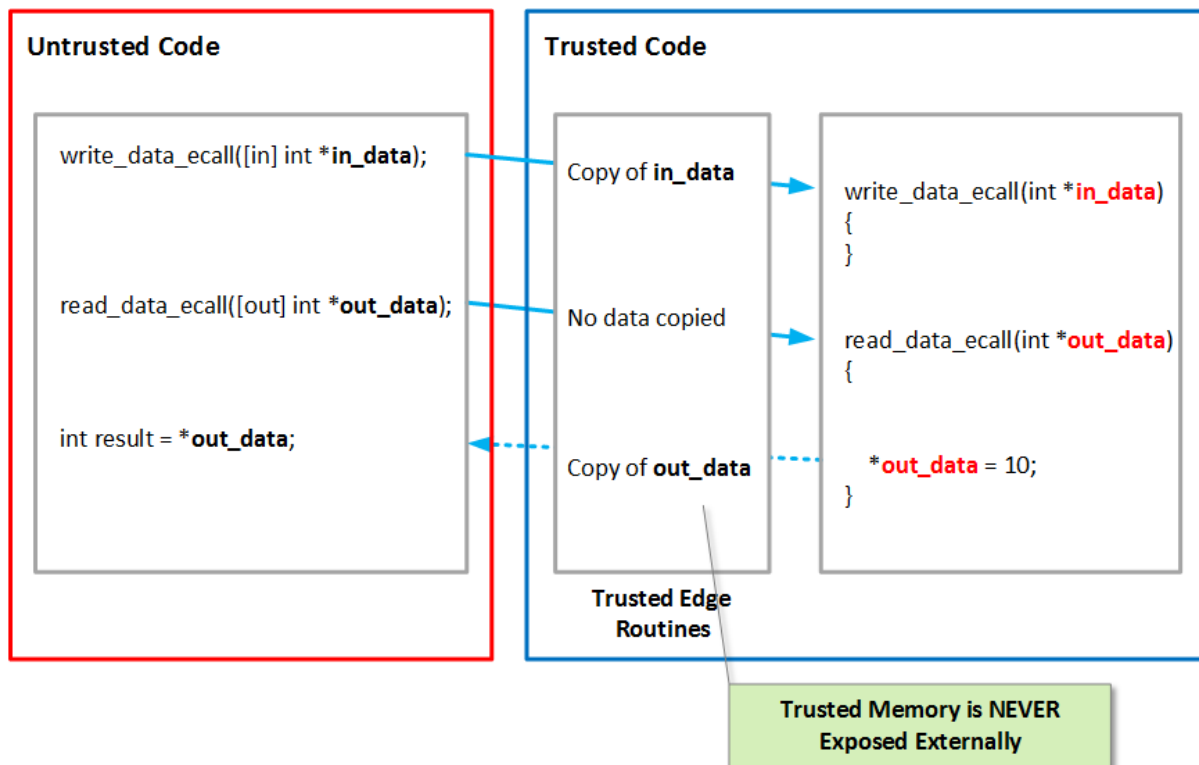 Untrusted Code
Trusted Code
write_data_ecall([in] int *in_data);
read_data_ecall([out] int *out_data);
int result = *out_data;
Copy of in_data
No data copied
Copy of out_data
Trusted Edge
Routines
write_data_ecall(int *in_data)
{
}
read_data_ecall(int *out_data)
{
*out_data = 10;
}
Trusted Memory is NEVER
Exposed Externally